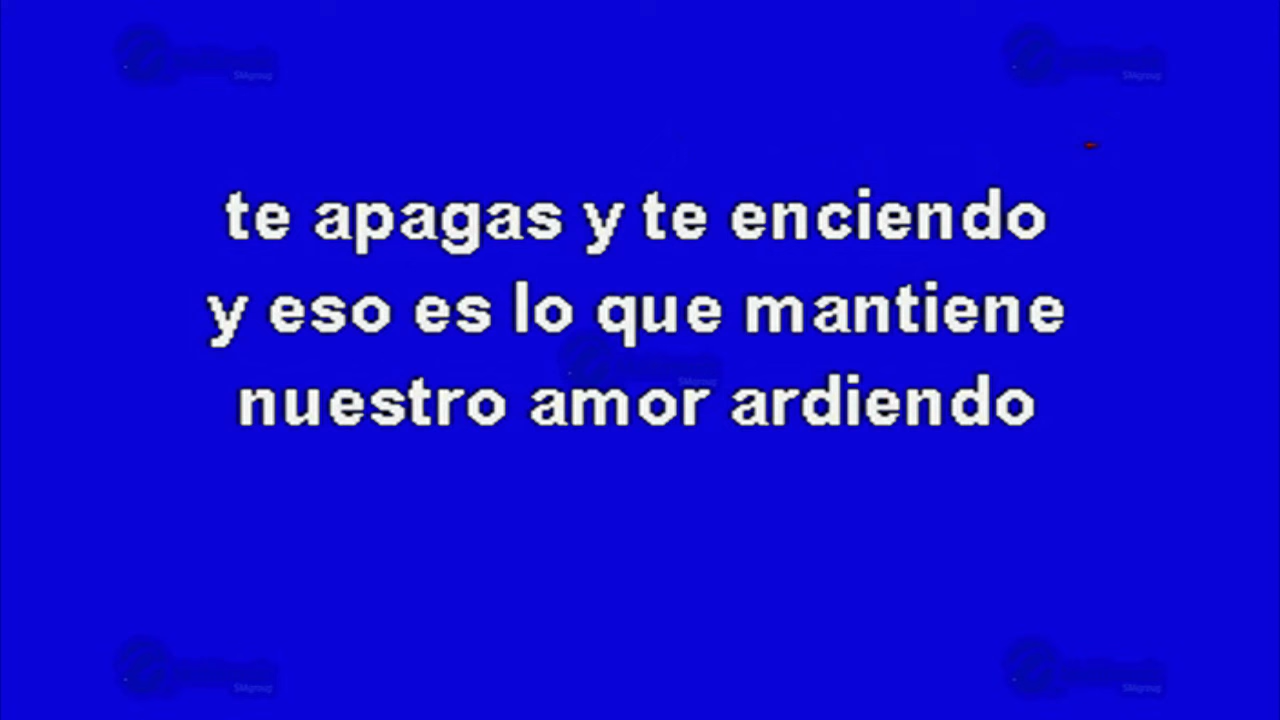 te apagas y te enciendo
y eso es lo que mantiene
nuestro amor ardiendo